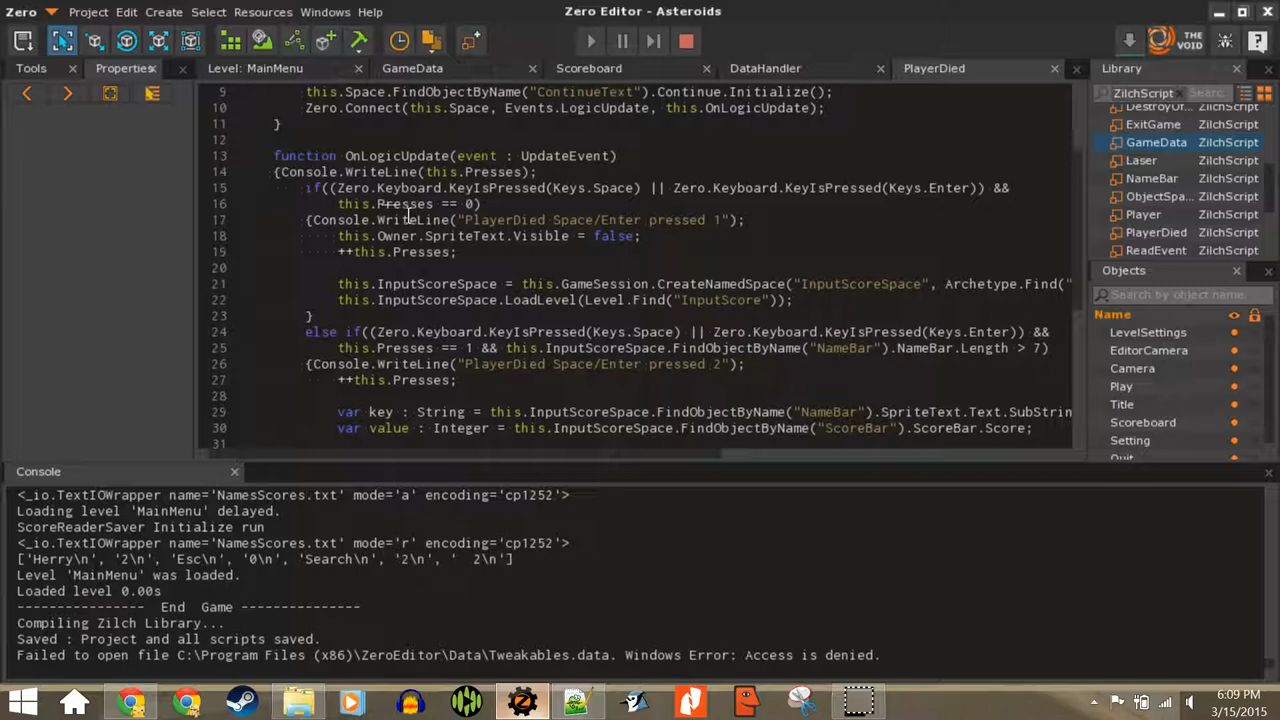 Zero Project Edit Create Select Resources Windows Help Zero Editor - Asteroids
THE VOID
Tools Properties Level: MainMenu GameData Scoreboard DataHandler PlayerDied Library
9 this.Space.FindObjectByName("ContinueText").Continue.Initialize();
10 Zero.Connect(this.Space, Events.LogicUpdate, this.OnLogicUpdate);
11 }
12
13 function OnLogicUpdate(event : UpdateEvent)
14 {Console.WriteLine(this.Presses);
15 if((Zero.Keyboard.KeyIsPressed(Keys.Space) || Zero.Keyboard.KeyIsPressed(Keys.Enter)) &&
16 this.Presses == 0)
17 {Console.WriteLine("PlayerDied Space/Enter pressed 1");
18 this.Owner.SpriteText.Visible = false;
19 ++this.Presses;
20
21 this.InputScoreSpace = this.GameSession.CreateNamedSpace("InputScoreSpace", Archetype.Find("
22 this.InputScoreSpace.LoadLevel(Level.Find("InputScore"));
23 }
24 else if((Zero.Keyboard.KeyIsPressed(Keys.Space) || Zero.Keyboard.KeyIsPressed(Keys.Enter)) &&
25 this.Presses == 1 && this.InputScoreSpace.FindObjectByName("NameBar").NameBar.Length > 7)
26 {Console.WriteLine("PlayerDied Space/Enter pressed 2");
27 ++this.Presses;
28
29 var key : String = this.InputScoreSpace.FindObjectByName("NameBar").SpriteText.Text.SubStrin
30 var value : Integer = this.InputScoreSpace.FindObjectByName("ScoreBar").ScoreBar.Score;
31
ZilchScript Searc
DestroyOf... ZilchScript
ExitGame ZilchScript
GameData ZilchScript
Laser ZilchScript
NameBar ZilchScript
ObjectSpa... ZilchScript
Player ZilchScript
PlayerDied ZilchScript
ReadEvent ZilchScript
Objects
Search by object name
Name
LevelSettings
EditorCamera
Camera
Play
Title
Scoreboard
Setting
Quit
Console
<_io.TextIOWrapper name='NamesScores.txt' mode='a' encoding='cp1252'>
Loading level 'MainMenu' delayed.
ScoreReaderSaver Initialize run
<_io.TextIOWrapper name='NamesScores.txt' mode='r' encoding='cp1252'>
['Herry\n', '2\n', 'Esc\n', '0\n', 'Search\n', '2\n', '  2\n']
Level 'MainMenu' was loaded.
Loaded level 0.00s
---------------- End Game ---------------
Compiling Zilch Library...
Saved : Project and all scripts saved.
Failed to open file C:\Program Files (x86)\ZeroEditor\Data\Tweakables.data. Windows Error: Access is denied.
6:09 PM
3/15/2015